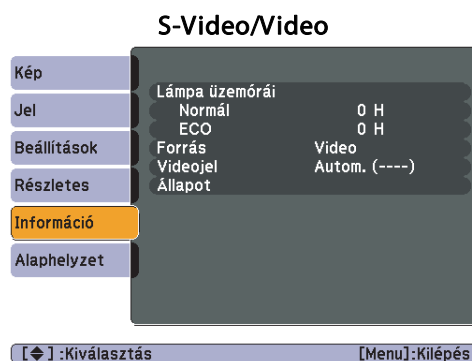 S-Video/Video
Kép
Jel
Beállítások
Részletes
Információ
Alaphelyzet
Lámpa üzemórái
Normál 0 H
ECO 0 H
Forrás Video
Videojel Autom. (----)
Állapot
[◆] :Kiválasztás [Menu]:Kilépés